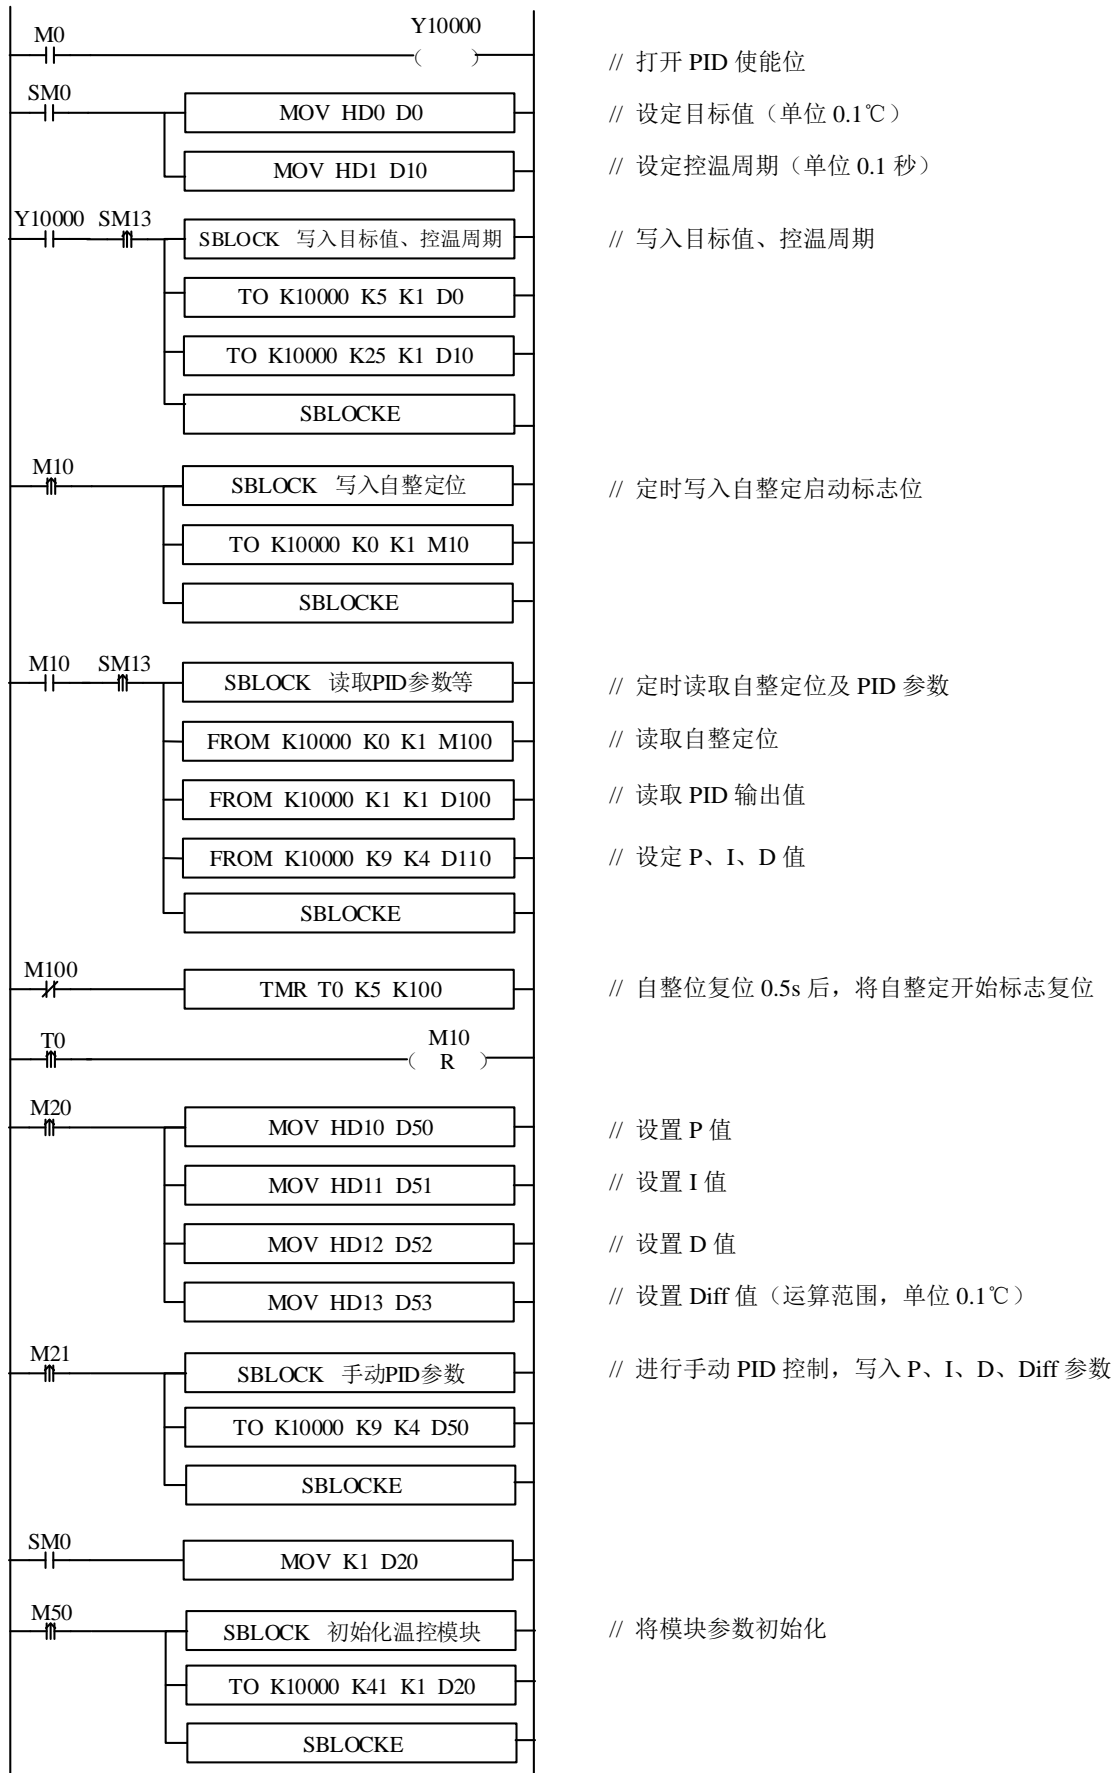 M0
Y10000
( )
// 打开 PID 使能位
SM0
MOV HD0 D0
// 设定目标值（单位 0.1℃）
MOV HD1 D10
// 设定控温周期（单位 0.1 秒）
Y10000 SM13
SBLOCK 写入目标值、控温周期
// 写入目标值、控温周期
TO K10000 K5 K1 D0
TO K10000 K25 K1 D10
SBLOCKE
M10
SBLOCK 写入自整定位
// 定时写入自整定启动标志位
TO K10000 K0 K1 M10
SBLOCKE
M10 SM13
SBLOCK 读取PID参数等
// 定时读取自整定位及 PID 参数
FROM K10000 K0 K1 M100
// 读取自整定位
FROM K10000 K1 K1 D100
// 读取 PID 输出值
FROM K10000 K9 K4 D110
// 设定 P、I、D 值
SBLOCKE
M100
TMR T0 K5 K100
// 自整位复位 0.5s 后，将自整定开始标志复位
T0
M10
( R )
M20
MOV HD10 D50
// 设置 P 值
MOV HD11 D51
// 设置 I 值
MOV HD12 D52
// 设置 D 值
MOV HD13 D53
// 设置 Diff 值（运算范围，单位 0.1℃）
M21
SBLOCK 手动PID参数
// 进行手动 PID 控制，写入 P、I、D、Diff 参数
TO K10000 K9 K4 D50
SBLOCKE
SM0
MOV K1 D20
M50
SBLOCK 初始化温控模块
// 将模块参数初始化
TO K10000 K41 K1 D20
SBLOCKE